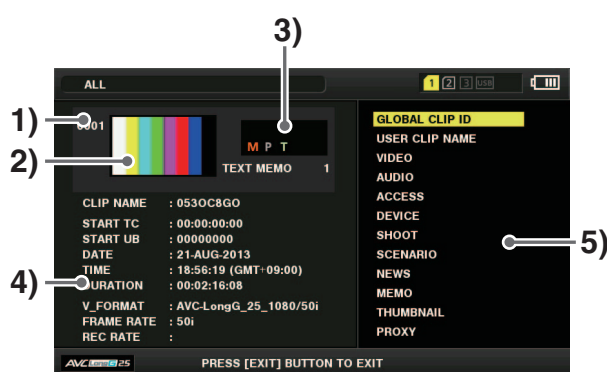 3)
ALL
1 2 3 USB
1)
0001
2)
M P T
TEXT MEMO 1
CLIP NAME : 053OC8GO
START TC : 00:00:00:00
START UB : 00000000
DATE : 21-AUG-2013
TIME : 18:56:19 (GMT+09:00)
4)
DURATION : 00:02:16:08
V_FORMAT : AVC-LongG_25_1080/50i
FRAME RATE : 50i
REC RATE :
GLOBAL CLIP ID
USER CLIP NAME
VIDEO
AUDIO
ACCESS
DEVICE
SHOOT
5)
SCENARIO
NEWS
MEMO
THUMBNAIL
PROXY
AVC LongG 25
PRESS [EXIT] BUTTON TO EXIT